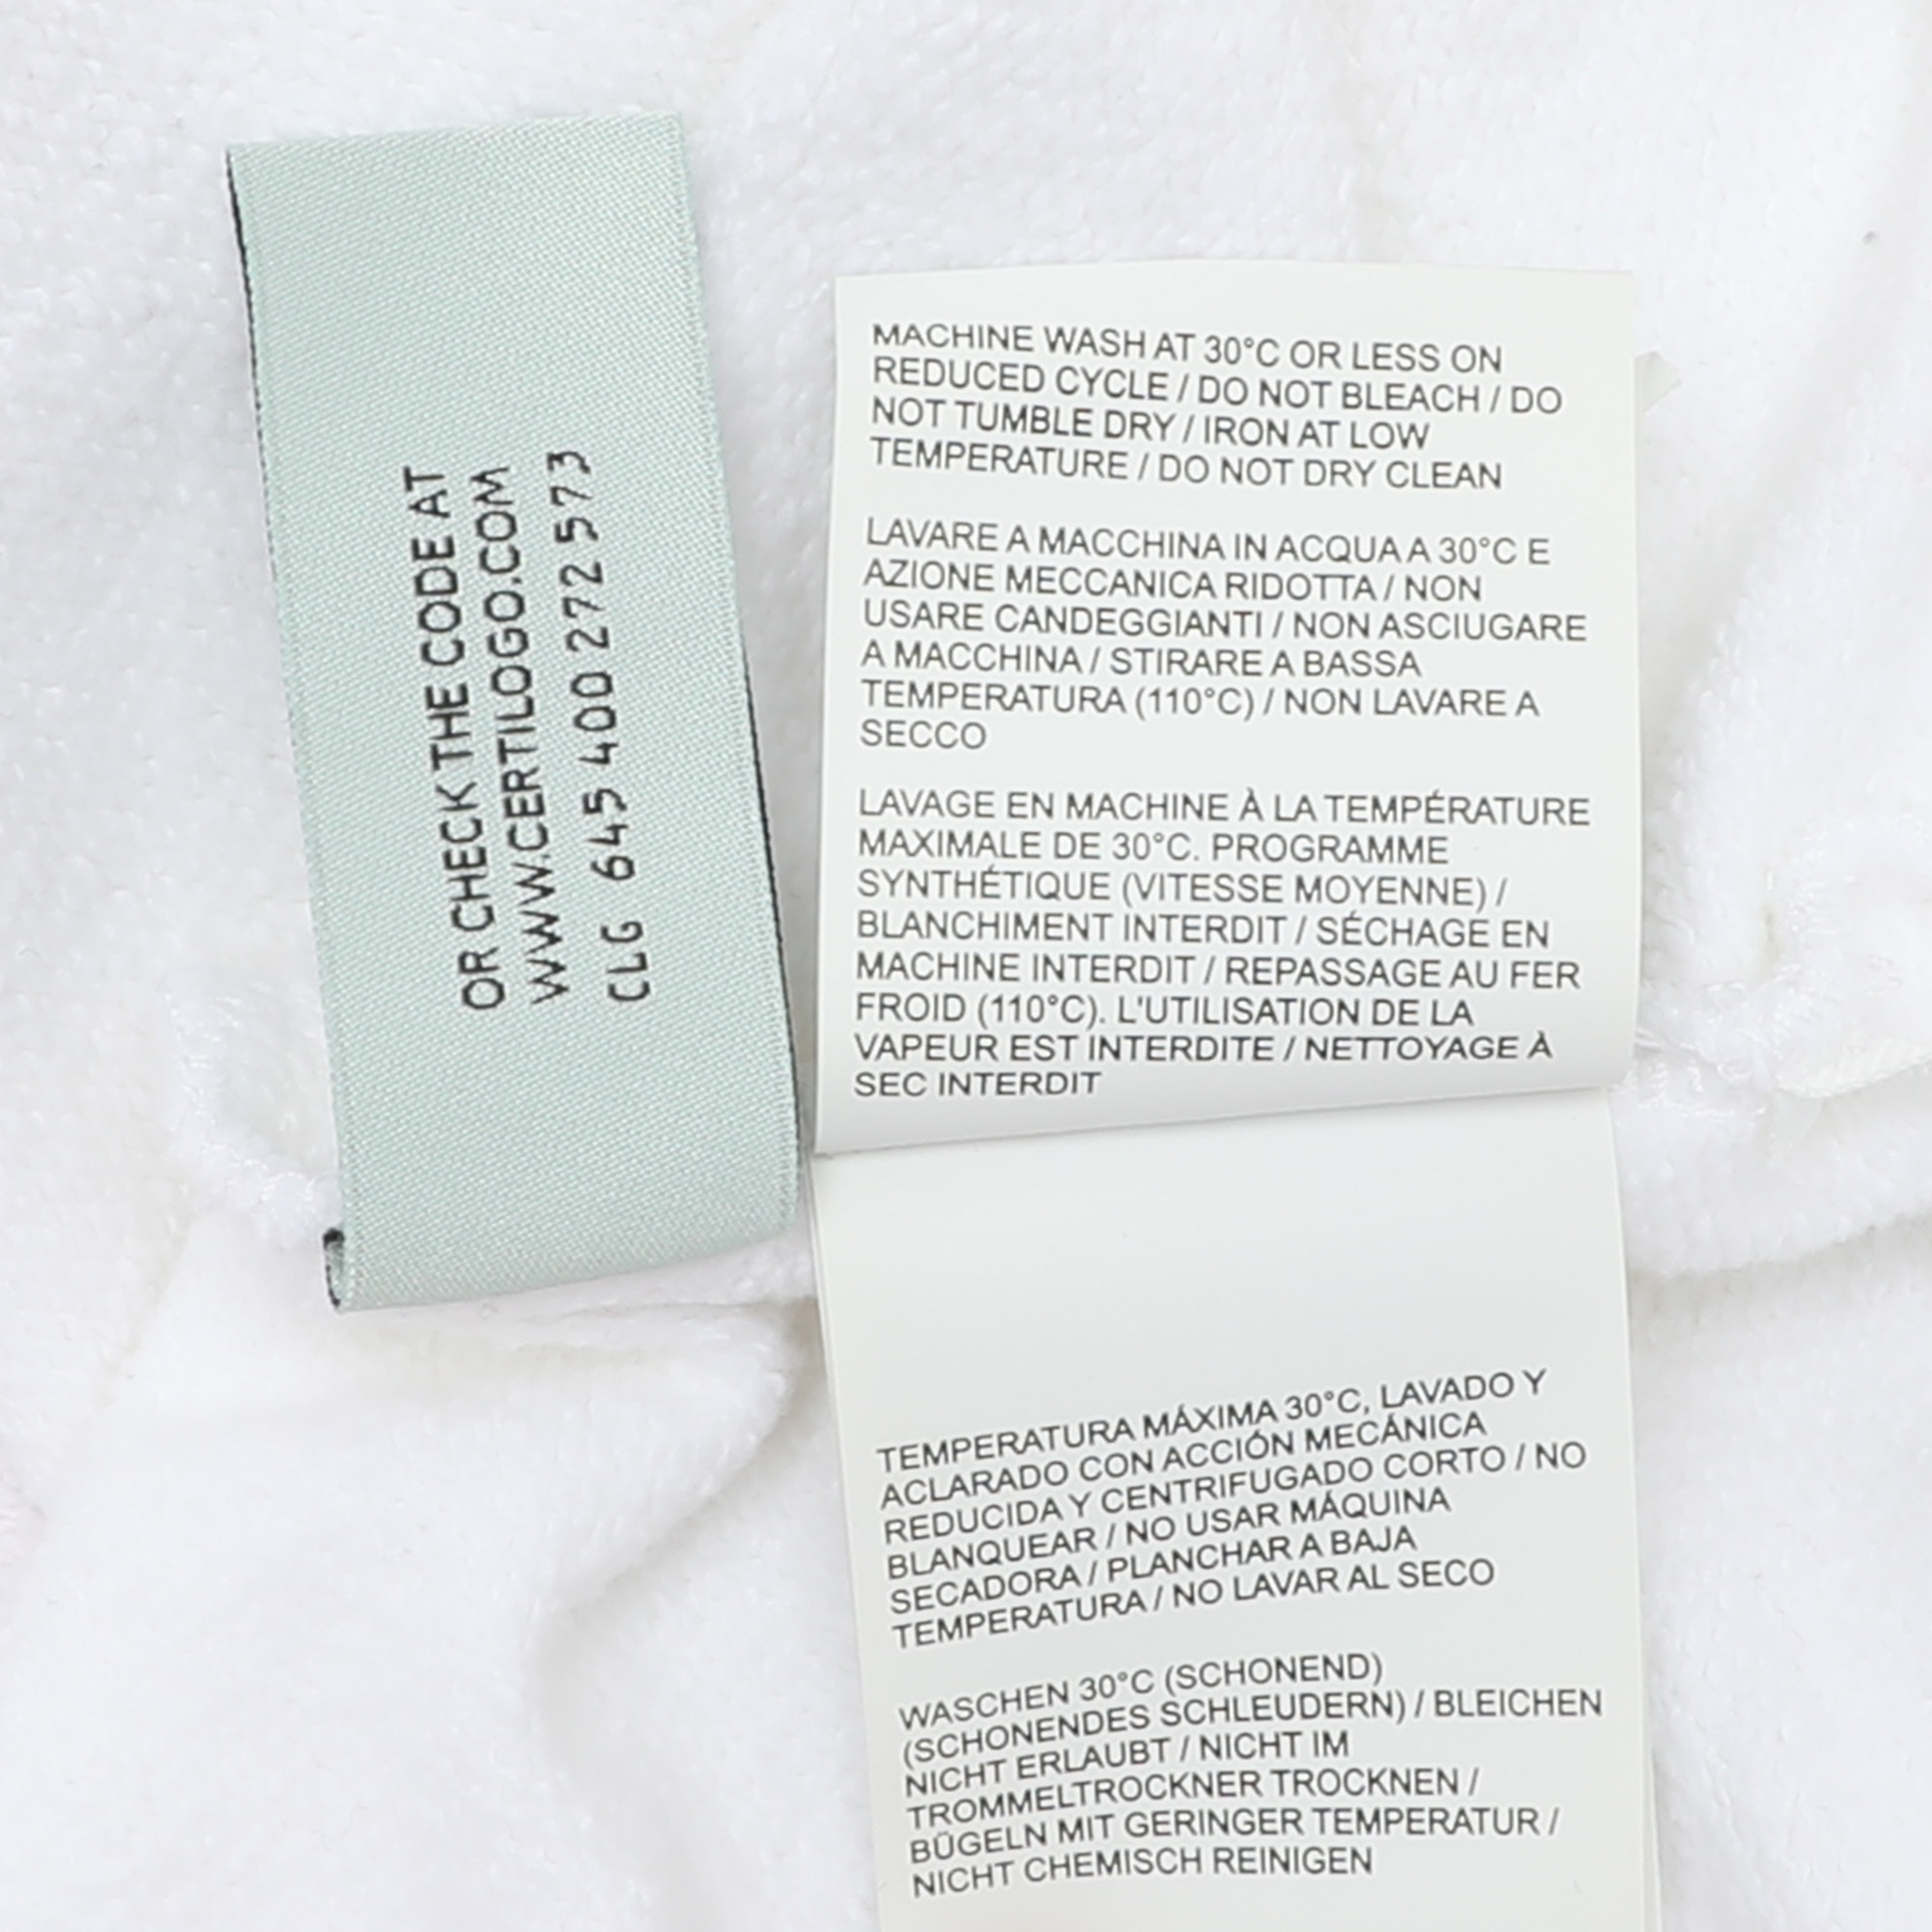 OR CHECK THE CODE AT
WWW.CERTILOGO.COM
CLG 645 400 272 573
MACHINE WASH AT 30°C OR LESS ON
REDUCED CYCLE / DO NOT BLEACH / DO
NOT TUMBLE DRY / IRON AT LOW
TEMPERATURE / DO NOT DRY CLEAN
LAVARE A MACCHINA IN ACQUA A 30°C E
AZIONE MECCANICA RIDOTTA / NON
USARE CANDEGGIANTI / NON ASCIUGARE
A MACCHINA / STIRARE A BASSA
TEMPERATURA (110°C) / NON LAVARE A
SECCO
LAVAGE EN MACHINE À LA TEMPÉRATURE
MAXIMALE DE 30°C. PROGRAMME
SYNTHÉTIQUE (VITESSE MOYENNE) /
BLANCHIMENT INTERDIT / SÉCHAGE EN
MACHINE INTERDIT / REPASSAGE AU FER
FROID (110°C). L'UTILISATION DE LA
VAPEUR EST INTERDITE / NETTOYAGE À
SEC INTERDIT
TEMPERATURA MÁXIMA 30°C, LAVADO Y
ACLARADO CON ACCIÓN MECÁNICA
REDUCIDA Y CENTRIFUGADO CORTO / NO
BLANQUEAR / NO USAR MÁQUINA
SECADORA / PLANCHAR A BAJA
TEMPERATURA / NO LAVAR AL SECO
WASCHEN 30°C (SCHONEND)
(SCHONENDES SCHLEUDERN) / BLEICHEN
NICHT ERLAUBT / NICHT IM
TROMMELTROCKNER TROCKNEN /
BÜGELN MIT GERINGER TEMPERATUR /
NICHT CHEMISCH REINIGEN